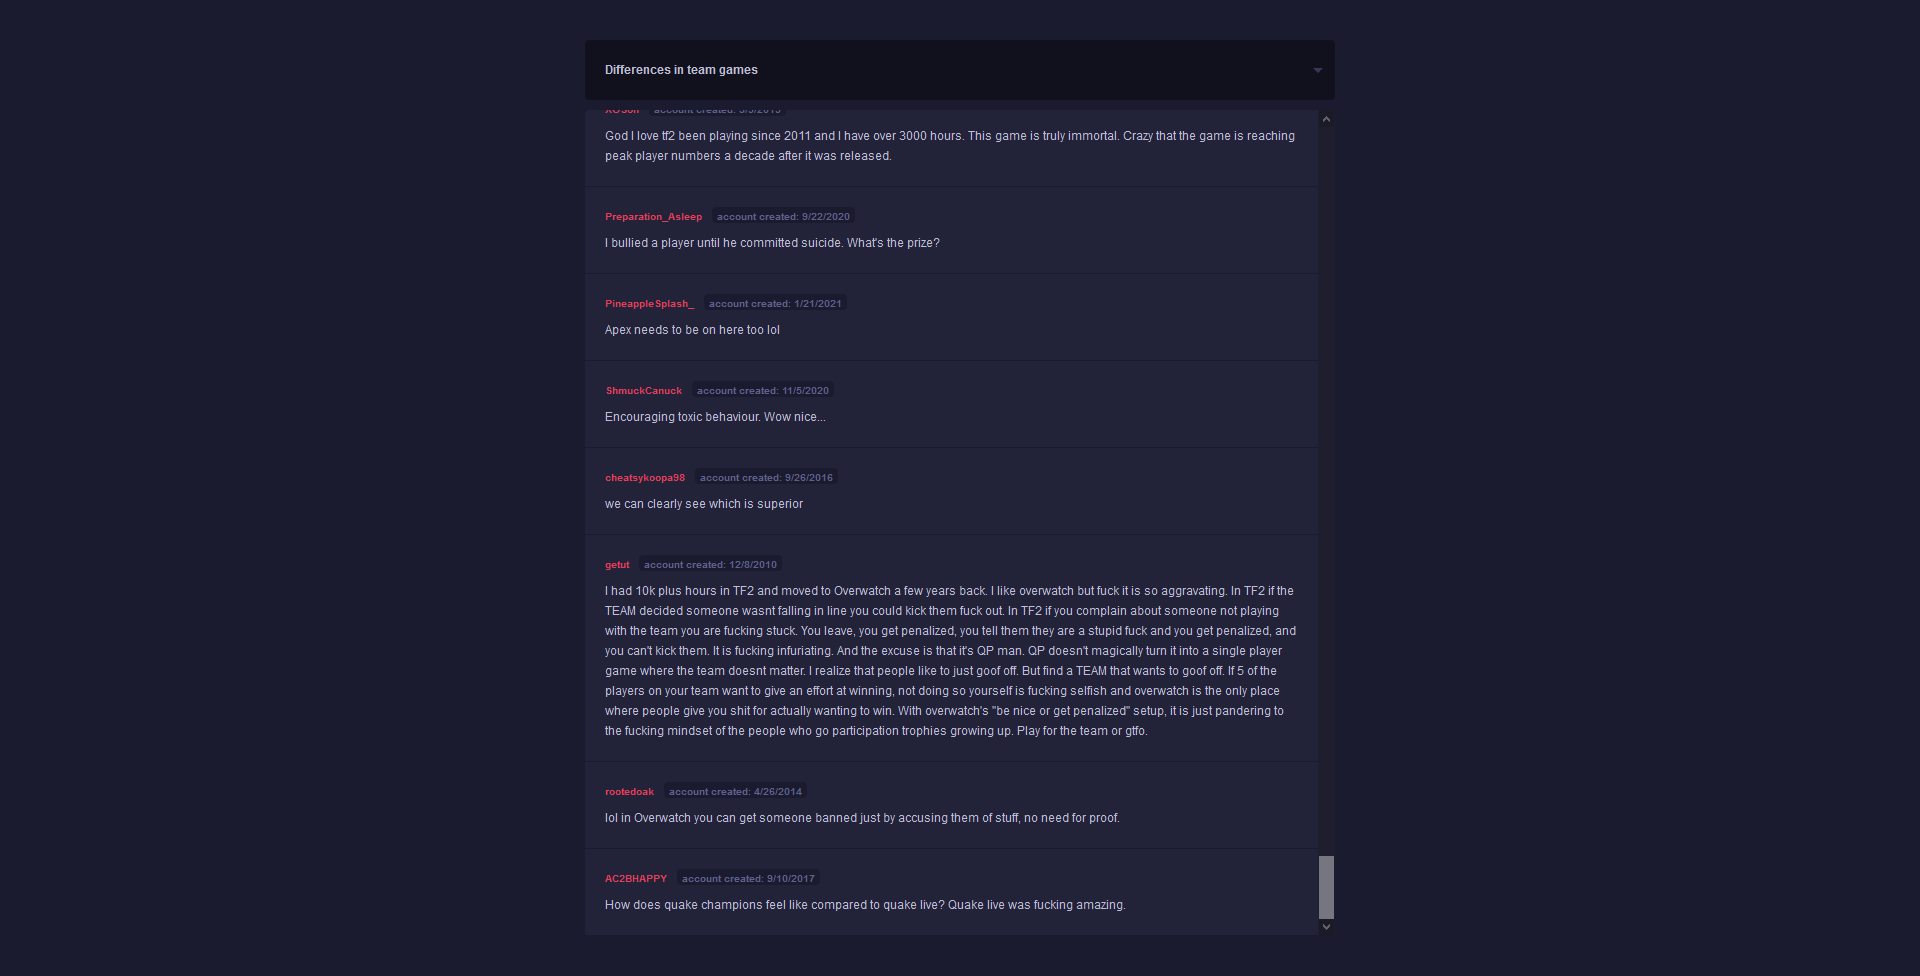 Differences in team games
God I love tf2 been playing since 2011 and I have over 3000 hours. This game is truly immortal. Crazy that the game is reaching
peak player numbers a decade after it was released.
Preparation_Asleep account created: 9/22/2020
I bullied a player until he committed suicide. What's the prize?
PineappleSplash_ account created: 1/21/2021
Apex needs to be on here too lol
ShmuckCanuck account created: 11/5/2020
Encouraging toxic behaviour. Wow nice...
cheatsykoopa98 account created: 9/26/2016
we can clearly see which is superior
getut account created: 12/8/2010
I had 10k plus hours in TF2 and moved to Overwatch a few years back. I like overwatch but fuck it is so aggravating. In TF2 if the
TEAM decided someone wasnt falling in line you could kick them fuck out. In TF2 if you complain about someone not playing
with the team you are fucking stuck. You leave, you get penalized, you tell them they are a stupid fuck and you get penalized, and
you can't kick them. It is fucking infuriating. And the excuse is that it's QP man. QP doesn't magically turn it into a single player
game where the team doesnt matter. I realize that people like to just goof off. But find a TEAM that wants to goof off. If 5 of the
players on your team want to give an effort at winning, not doing so yourself is fucking selfish and overwatch is the only place
where people give you shit for actually wanting to win. With overwatch's "be nice or get penalized" setup, it is just pandering to
the fucking mindset of the people who go participation trophies growing up. Play for the team or gtfo.
rootedoak account created: 4/26/2014
lol in Overwatch you can get someone banned just by accusing them of stuff, no need for proof.
AC2BHAPPY account created: 9/10/2017
How does quake champions feel like compared to quake live? Quake live was fucking amazing.